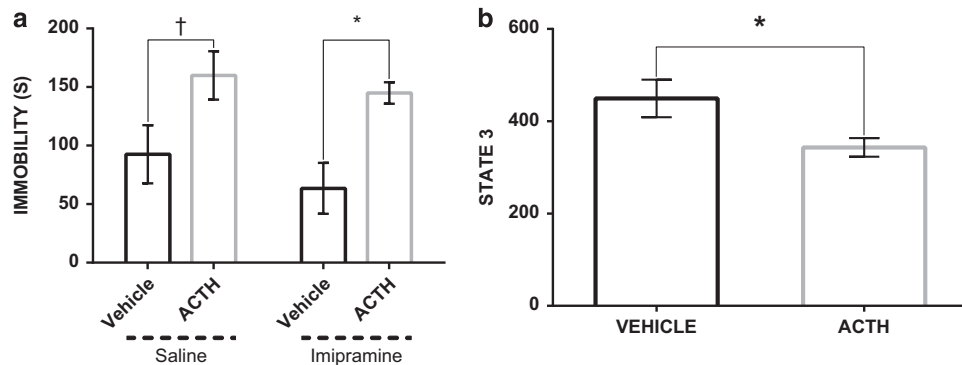 a
IMMOBILITY (S)
200
150
100
50
0
†
*
Vehicle
ACTH
Vehicle
ACTH
Saline
Imipramine
b
STATE 3
600
400
200
0
*
VEHICLE
ACTH